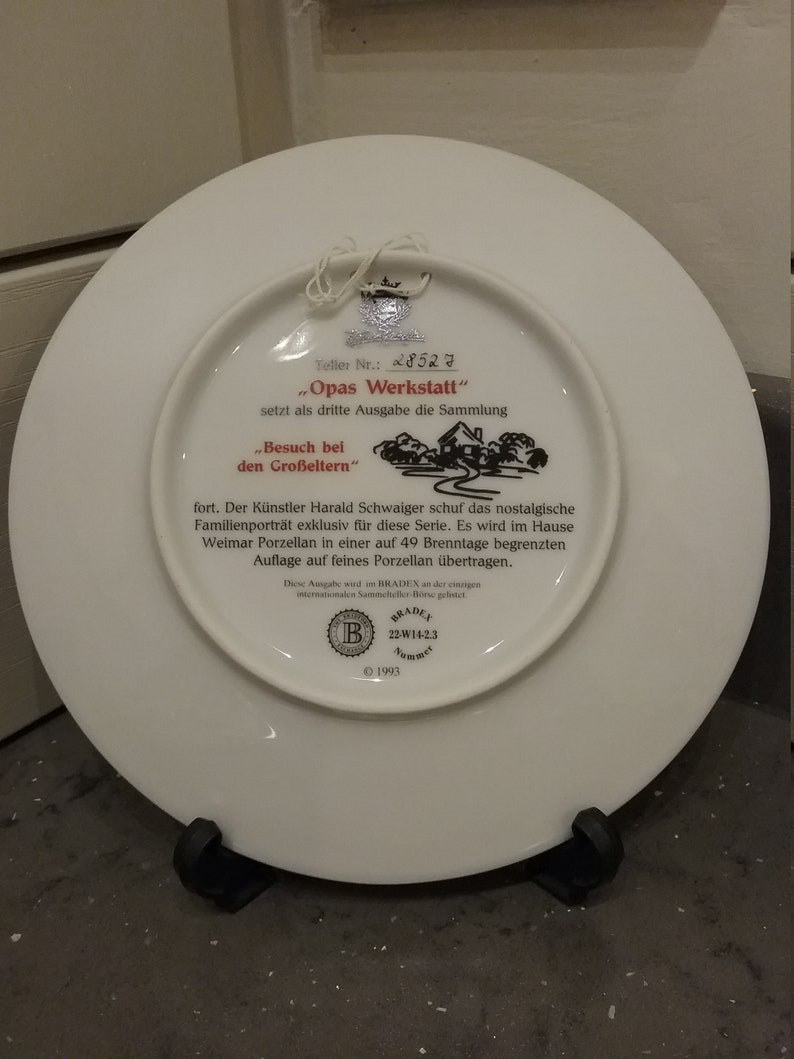 Teller Nr.: 28527
„Opas Werkstatt“
setzt als dritte Ausgabe die Sammlung
„Besuch bei
den Großeltern“
fort. Der Künstler Harald Schwaiger schuf das nostalgische
Familienporträt exklusiv für diese Serie. Es wird im Hause
Weimar Porzellan in einer auf 49 Brenntage begrenzten
Auflage auf feines Porzellan übertragen.
Diese Ausgabe wird im BRADEX an der einzigen
internationalen Sammelteller-Börse gelistet.
THE BRADFORD
B
EXCHANGE
BRADEX
22-W14-2.3
Nummer
© 1993